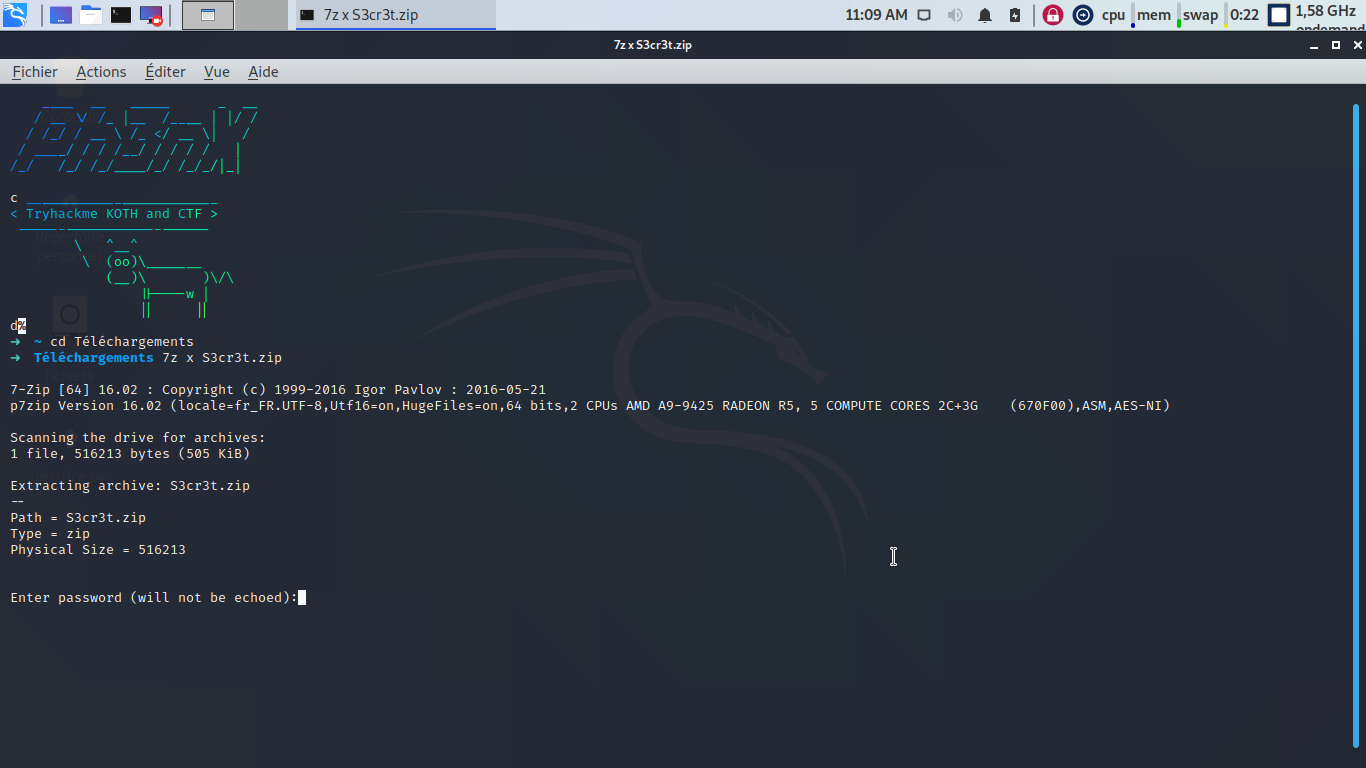 7z x S3cr3t.zip
11:09 AM
cpu
mem
swap
0:22
1,58 GHz
ondemand
7z x S3cr3t.zip
Fichier Actions Éditer Vue Aide
c
< Tryhackme KOTH and CTF >
(oo)
w
d%
→ ~ cd Téléchargements
→ Téléchargements 7z x S3cr3t.zip
7-Zip [64] 16.02 : Copyright (c) 1999-2016 Igor Pavlov : 2016-05-21
p7zip Version 16.02 (locale=fr_FR.UTF-8,Utf16=on,HugeFiles=on,64 bits,2 CPUs AMD A9-9425 RADEON R5, 5 COMPUTE CORES 2C+3G (670F00),ASM,AES-NI)
Scanning the drive for archives:
1 file, 516213 bytes (505 KiB)
Extracting archive: S3cr3t.zip
--
Path = S3cr3t.zip
Type = zip
Physical Size = 516213
Enter password (will not be echoed):